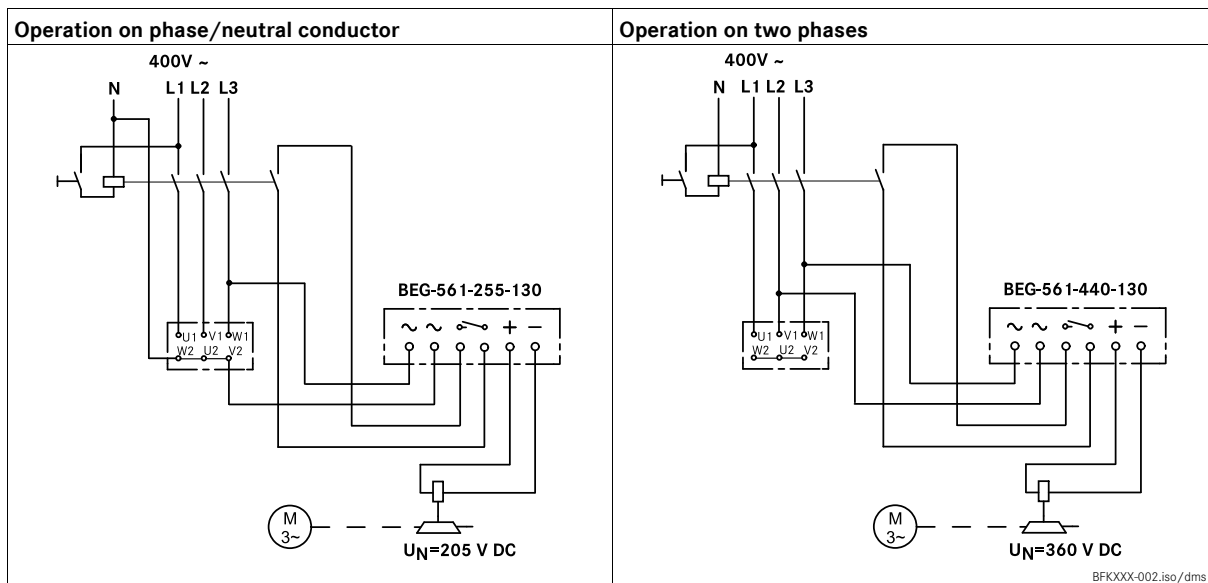 Operation on phase/neutral conductor
400V ~
N L1 L2 L3
BEG-561-255-130
U1 V1 W1
W2 U2 V2
+ −
M
3~
UN=205 V DC
Operation on two phases
400V ~
N L1 L2 L3
BEG-561-440-130
U1 V1 W1
W2 U2 V2
+ −
M
3~
UN=360 V DC
BFKXXX-002.iso/dms